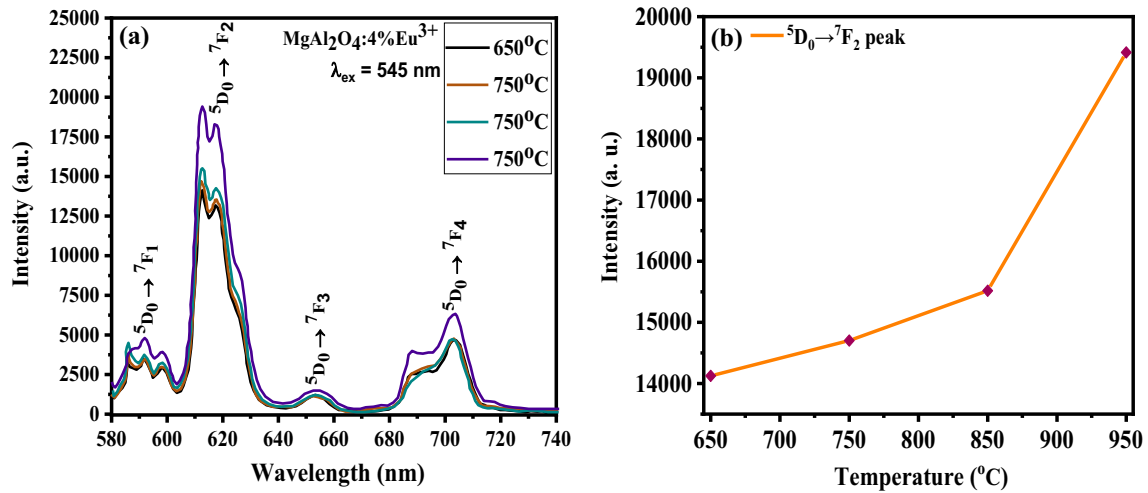 (a)
MgAl₂O₄:4%Eu³⁺
λex = 545 nm
650°C
750°C
750°C
750°C
⁵D₀ → ⁷F₁
⁵D₀ → ⁷F₂
⁵D₀ → ⁷F₃
⁵D₀ → ⁷F₄
25000
22500
20000
17500
15000
12500
10000
7500
5000
2500
0
Intensity (a.u.)
580 600 620 640 660 680 700 720 740
Wavelength (nm)
(b)
⁵D₀→⁷F₂ peak
20000
19000
18000
17000
16000
15000
14000
Intensity (a. u.)
650 700 750 800 850 900 950
Temperature (°C)